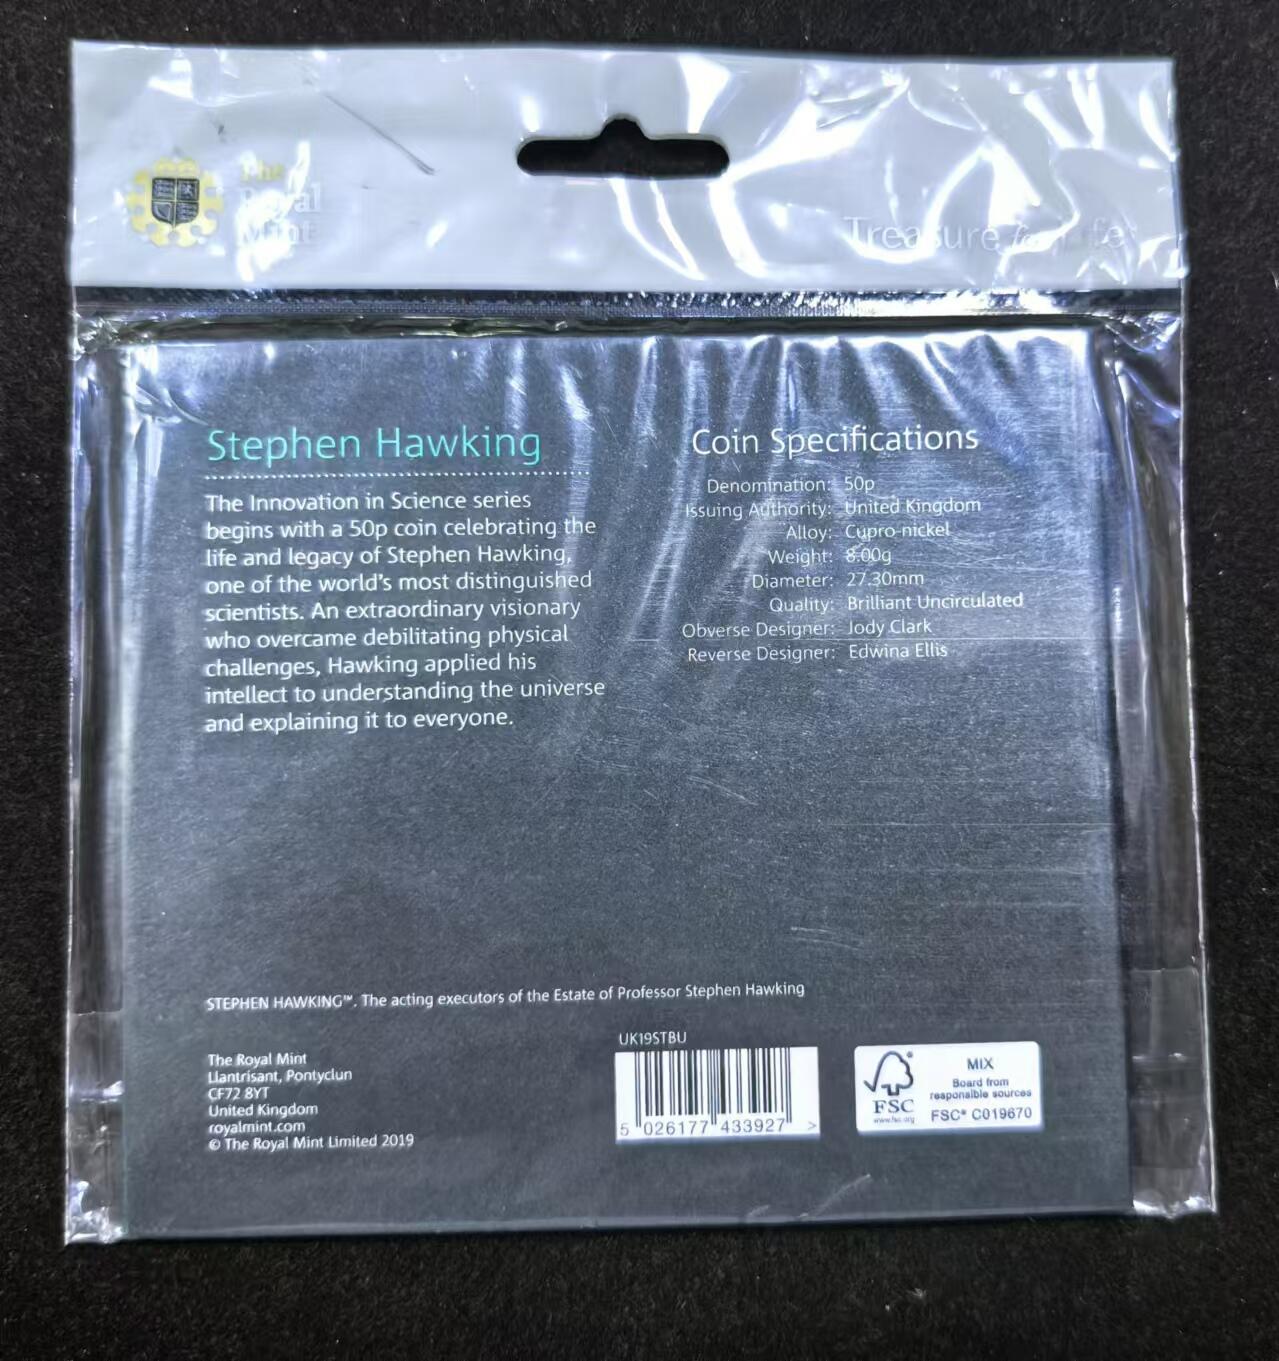 The
Royal
Mint
Treasure for Life
Stephen Hawking
The Innovation in Science series
begins with a 50p coin celebrating the
life and legacy of Stephen Hawking,
one of the world's most distinguished
scientists. An extraordinary visionary
who overcame debilitating physical
challenges, Hawking applied his
intellect to understanding the universe
and explaining it to everyone.
Coin Specifications
Denomination: 50p
Issuing Authority: United Kingdom
Alloy: Cupro-nickel
Weight: 8.00g
Diameter: 27.30mm
Quality: Brilliant Uncirculated
Obverse Designer: Jody Clark
Reverse Designer: Edwina Ellis
STEPHEN HAWKING™. The acting executors of the Estate of Professor Stephen Hawking
The Royal Mint
Llantrisant, Pontyclun
CF72 8YT
United Kingdom
royalmint.com
© The Royal Mint Limited 2019
UK19STBU
5 026177 433927 >
FSC
www.fsc.org
MIX
Board from
responsible sources
FSC® C019670